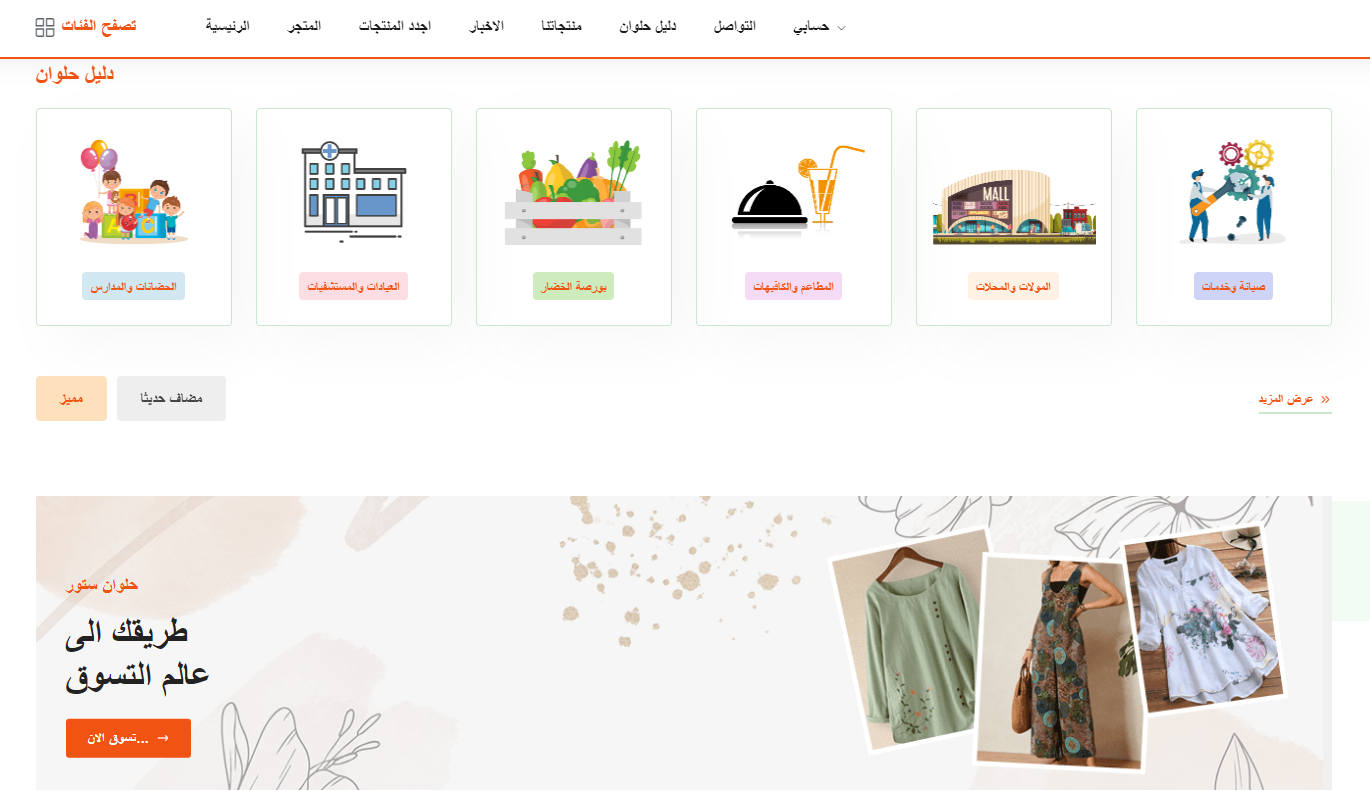 تصفح الفئات
الرئيسية
المتجر
اجدد المنتجات
الاخبار
منتجاتنا
دليل حلوان
التواصل
حسابي
دليل حلوان
MALL
ABC
الحضانات والمدارس
العيادات والمستشفيات
بورصة الخضار
المطاعم والكافيهات
المولات والمحلات
صيانة وخدمات
مميز
مضاف حديثا
عرض المزيد »
حلوان ستور
طريقك الى
عالم التسوق
تسوق الان... →